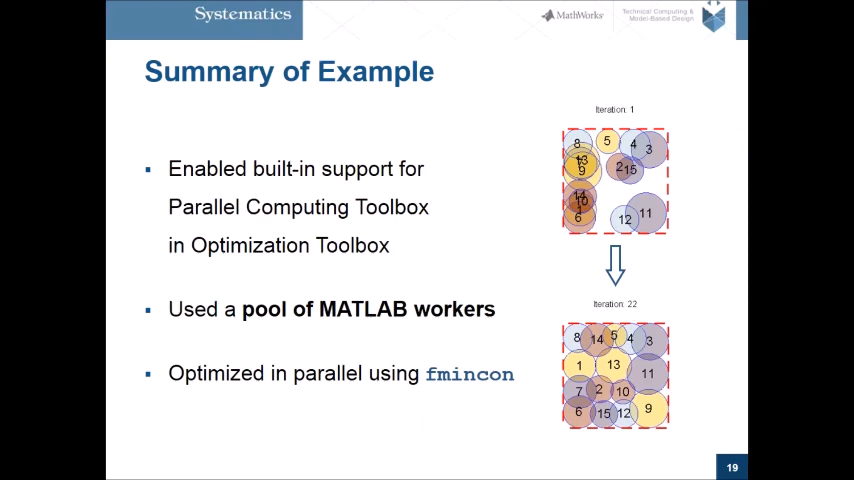 Systematics
MathWorks
Technical Computing &
Model-Based Design
Summary of Example
Enabled built-in support for
Parallel Computing Toolbox
in Optimization Toolbox
Used a pool of MATLAB workers
Optimized in parallel using fmincon
Iteration: 1
8 5 4 3
13
9 2 15
14
10
6 12 11
Iteration: 22
8 14 5 4 3
1 13 11
7 2 10
6 15 12 9
19